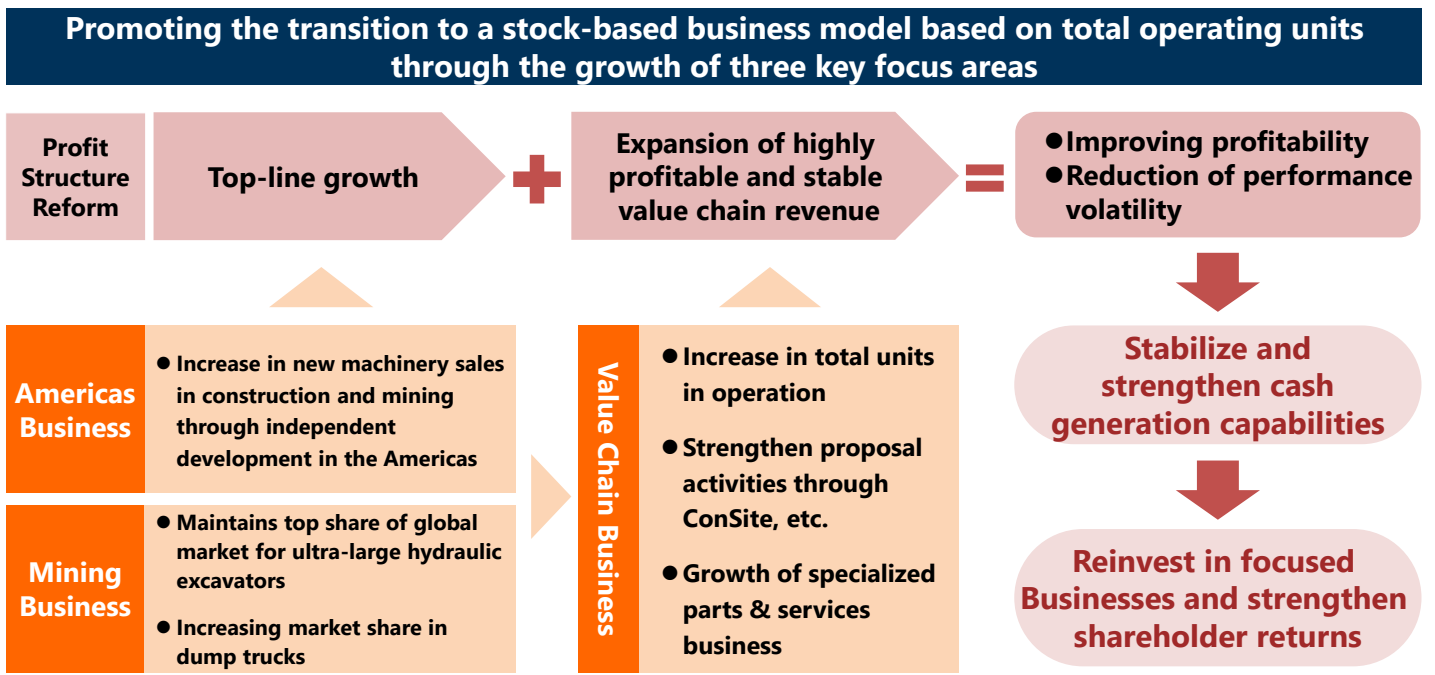 Promoting the transition to a stock-based business model based on total operating units
through the growth of three key focus areas
Profit
Structure
Reform
Top-line growth
Expansion of highly
profitable and stable
value chain revenue
●Improving profitability
●Reduction of performance
volatility
Americas
Business
● Increase in new machinery sales
in construction and mining
through independent
development in the Americas
Mining
Business
● Maintains top share of global
market for ultra-large hydraulic
excavators
● Increasing market share in
dump trucks
Value Chain Business
● Increase in total units
in operation
● Strengthen proposal
activities through
ConSite, etc.
● Growth of specialized
parts & services
business
Stabilize and
strengthen cash
generation capabilities
Reinvest in focused
Businesses and strengthen
shareholder returns